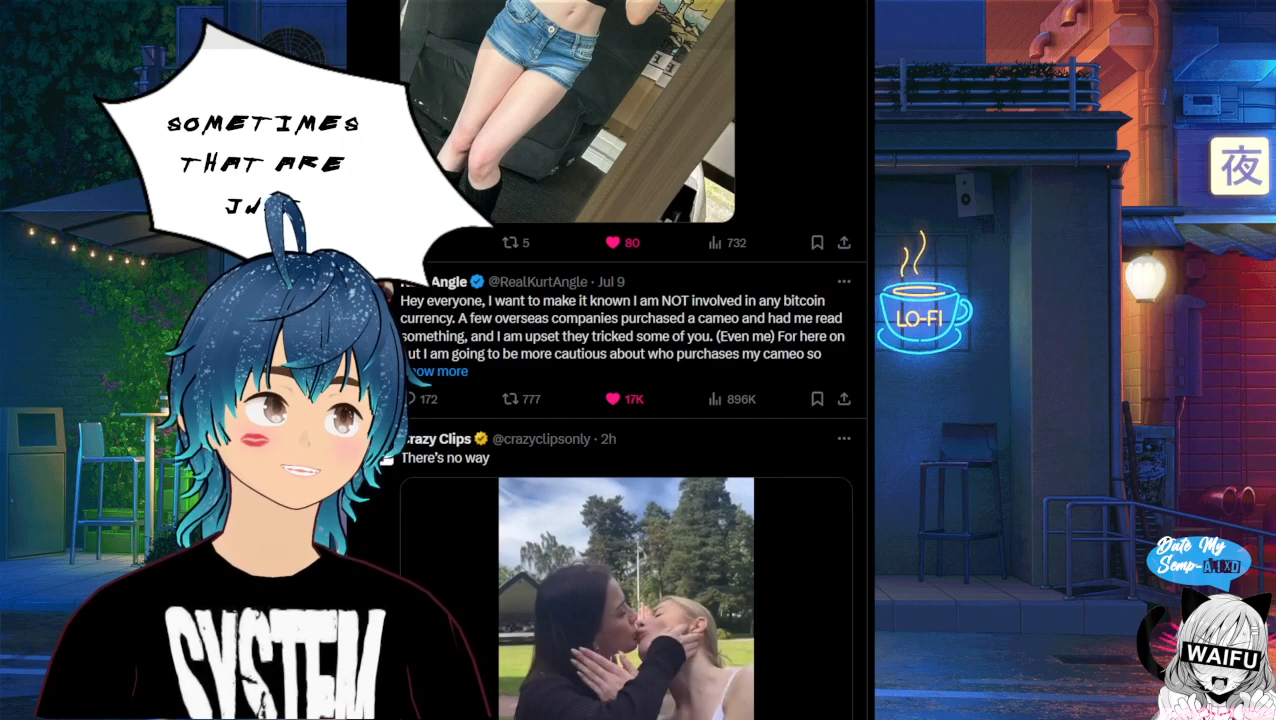 SOMETIMES
THAT ARE
5
80
732
Angle @RealKurtAngle · Jul 9
Hey everyone, I want to make it known I am NOT involved in any bitcoin
currency. A few overseas companies purchased a cameo and had me read
something, and I am upset they tricked some of you. (Even me) For here on
ut I am going to be more cautious about who purchases my cameo so
ow more
172
777
17K
896K
razy Clips @crazyclipsonly · 2h
There's no way
SYSTEM
夜
LO-FI
Date My
WAIFU